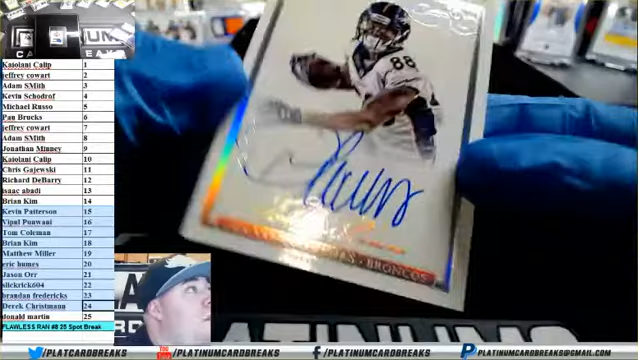 Kaiolani Calip 1
jeffrey cowart 2
Adam SMith 3
Kevin Schodrof 4
Michael Russo 5
Pau Brucks 6
jeffrey cowart 7
Adam SMith 8
Jonathan Minney 9
Kaiolani Calip 10
Chris Gajewski 11
Richard DeBarry 12
isaac abadi 13
Brian Kim 14
Kevin Patterson 15
Vipul Punwani 16
Tom Coleman 17
Brian Kim 18
Matthew Miller 19
eric humes 20
Jason Orr 21
slickrick604 22
brandan fredericks 23
Derek Christmann 24
donald martin 25
FLAWLESS RAN #8 25 Spot Break
88
BRONCOS
PLATINUMS
@PLATCARDBREAKS
@PLATINUMCARDBREAKS
@PLATINUMCARDBREAKS
PLATINUMCARDBREAKS@GMAIL.COM